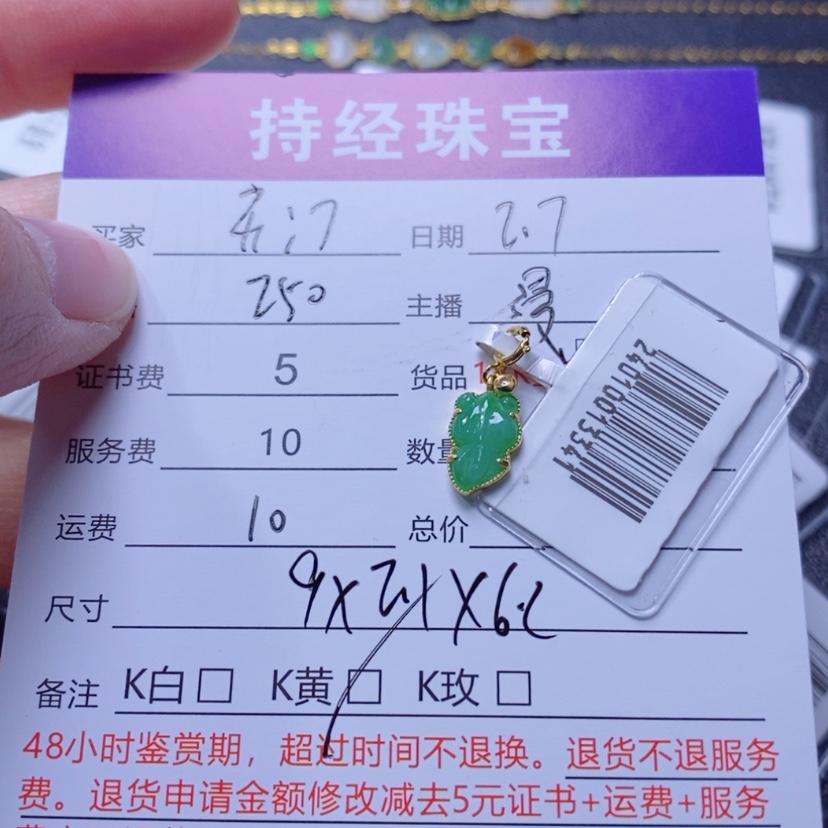 持经珠宝
买家 日期 2.7
250 主播
证书费 5 货品
服务费 10 数量
运费 10 总价
尺寸 9X2.1X6.2
备注 K白 □ K黄 □ K玫 □
48小时鉴赏期，超过时间不退换。退货不退服务
费。退货申请金额修改减去5元证书+运费+服务
24010013341